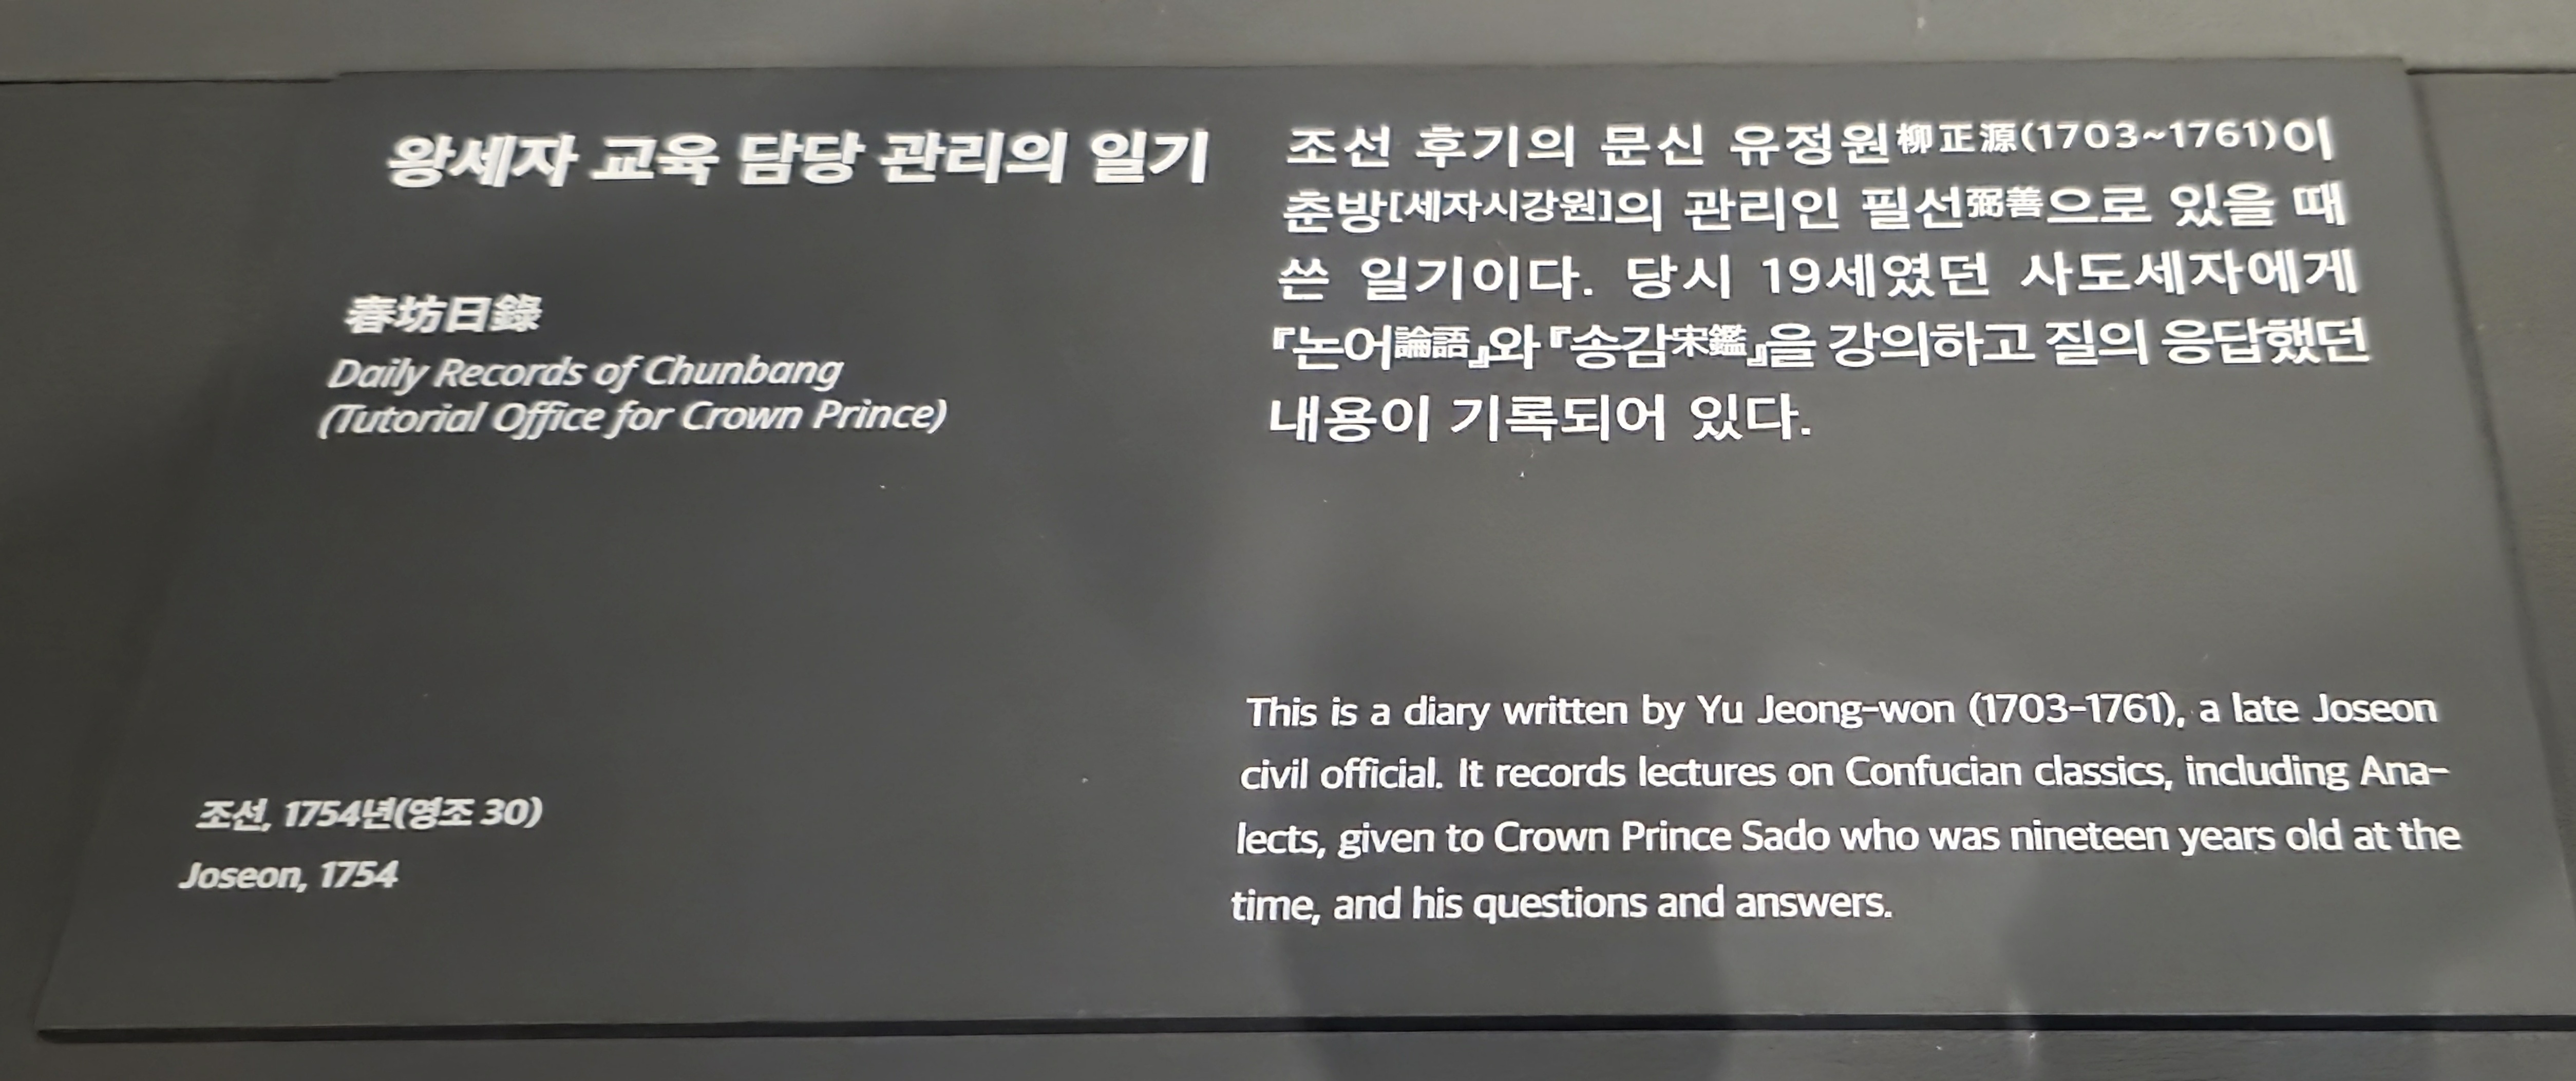 왕세자 교육 담당 관리의 일기
春坊日錄
Daily Records of Chunbang
(Tutorial Office for Crown Prince)
조선, 1754년(영조 30)
Joseon, 1754
조선 후기의 문신 유정원柳正源(1703~1761)이
춘방[세자시강원]의 관리인 필선弼善으로 있을 때
쓴 일기이다. 당시 19세였던 사도세자에게
『논어論語』와 『송감宋鑑』을 강의하고 질의 응답했던
내용이 기록되어 있다.
This is a diary written by Yu Jeong-won (1703-1761), a late Joseon
civil official. It records lectures on Confucian classics, including Ana-
lects, given to Crown Prince Sado who was nineteen years old at the
time, and his questions and answers.